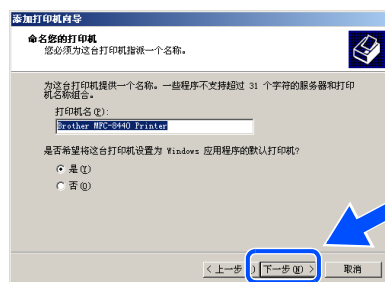 添加打印机向导
命名您的打印机
您必须为这台打印机指派一个名称。
为这台打印机提供一个名称。一些程序不支持超过 31 个字符的服务器和打印
机名称组合。
打印机名(P):
Brother MFC-8440 Printer
是否希望将这台打印机设置为 Windows 应用程序的默认打印机?
是(Y)
否(O)
< 上一步 ) 下一步(N) > 取消